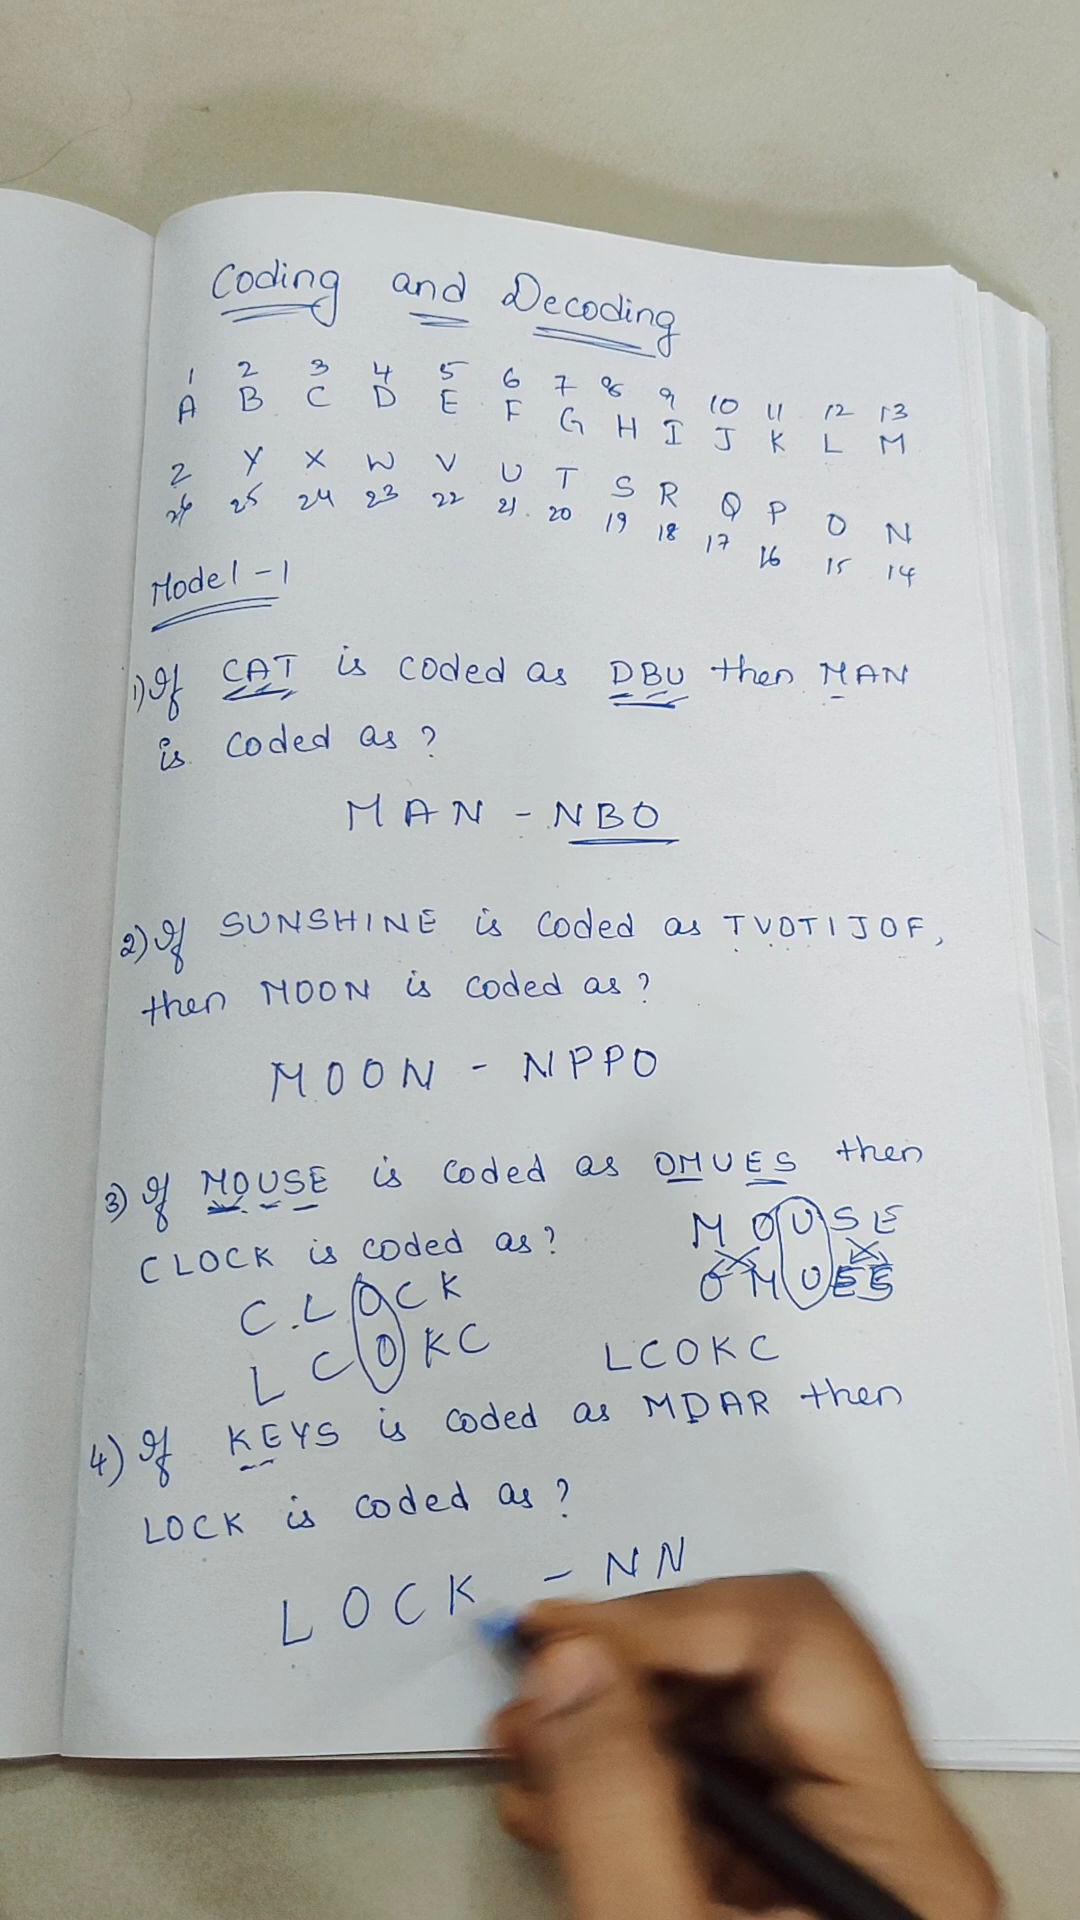 Coding and Decoding
1 2 3 4 5 6 7 8 9 10 11 12 13
A B C D E F G H I J K L M
Z Y X W V U T S R Q P O N
26 25 24 23 22 21 20 19 18 17 16 15 14
Model-1
1) If CAT is coded as DBU then MAN
is coded as?
MAN - NBO
2) If SUNSHINE is coded as TVOTIJOF,
then MOON is coded as?
MOON - NPPO
3) If MOUSE is coded as OMUES then
CLOCK is coded as?
MOUSE
OMUES
C.LOCK
LCOKC
LCOKC
4) If KEYS is coded as MDAR then
LOCK is coded as?
LOCK - NN